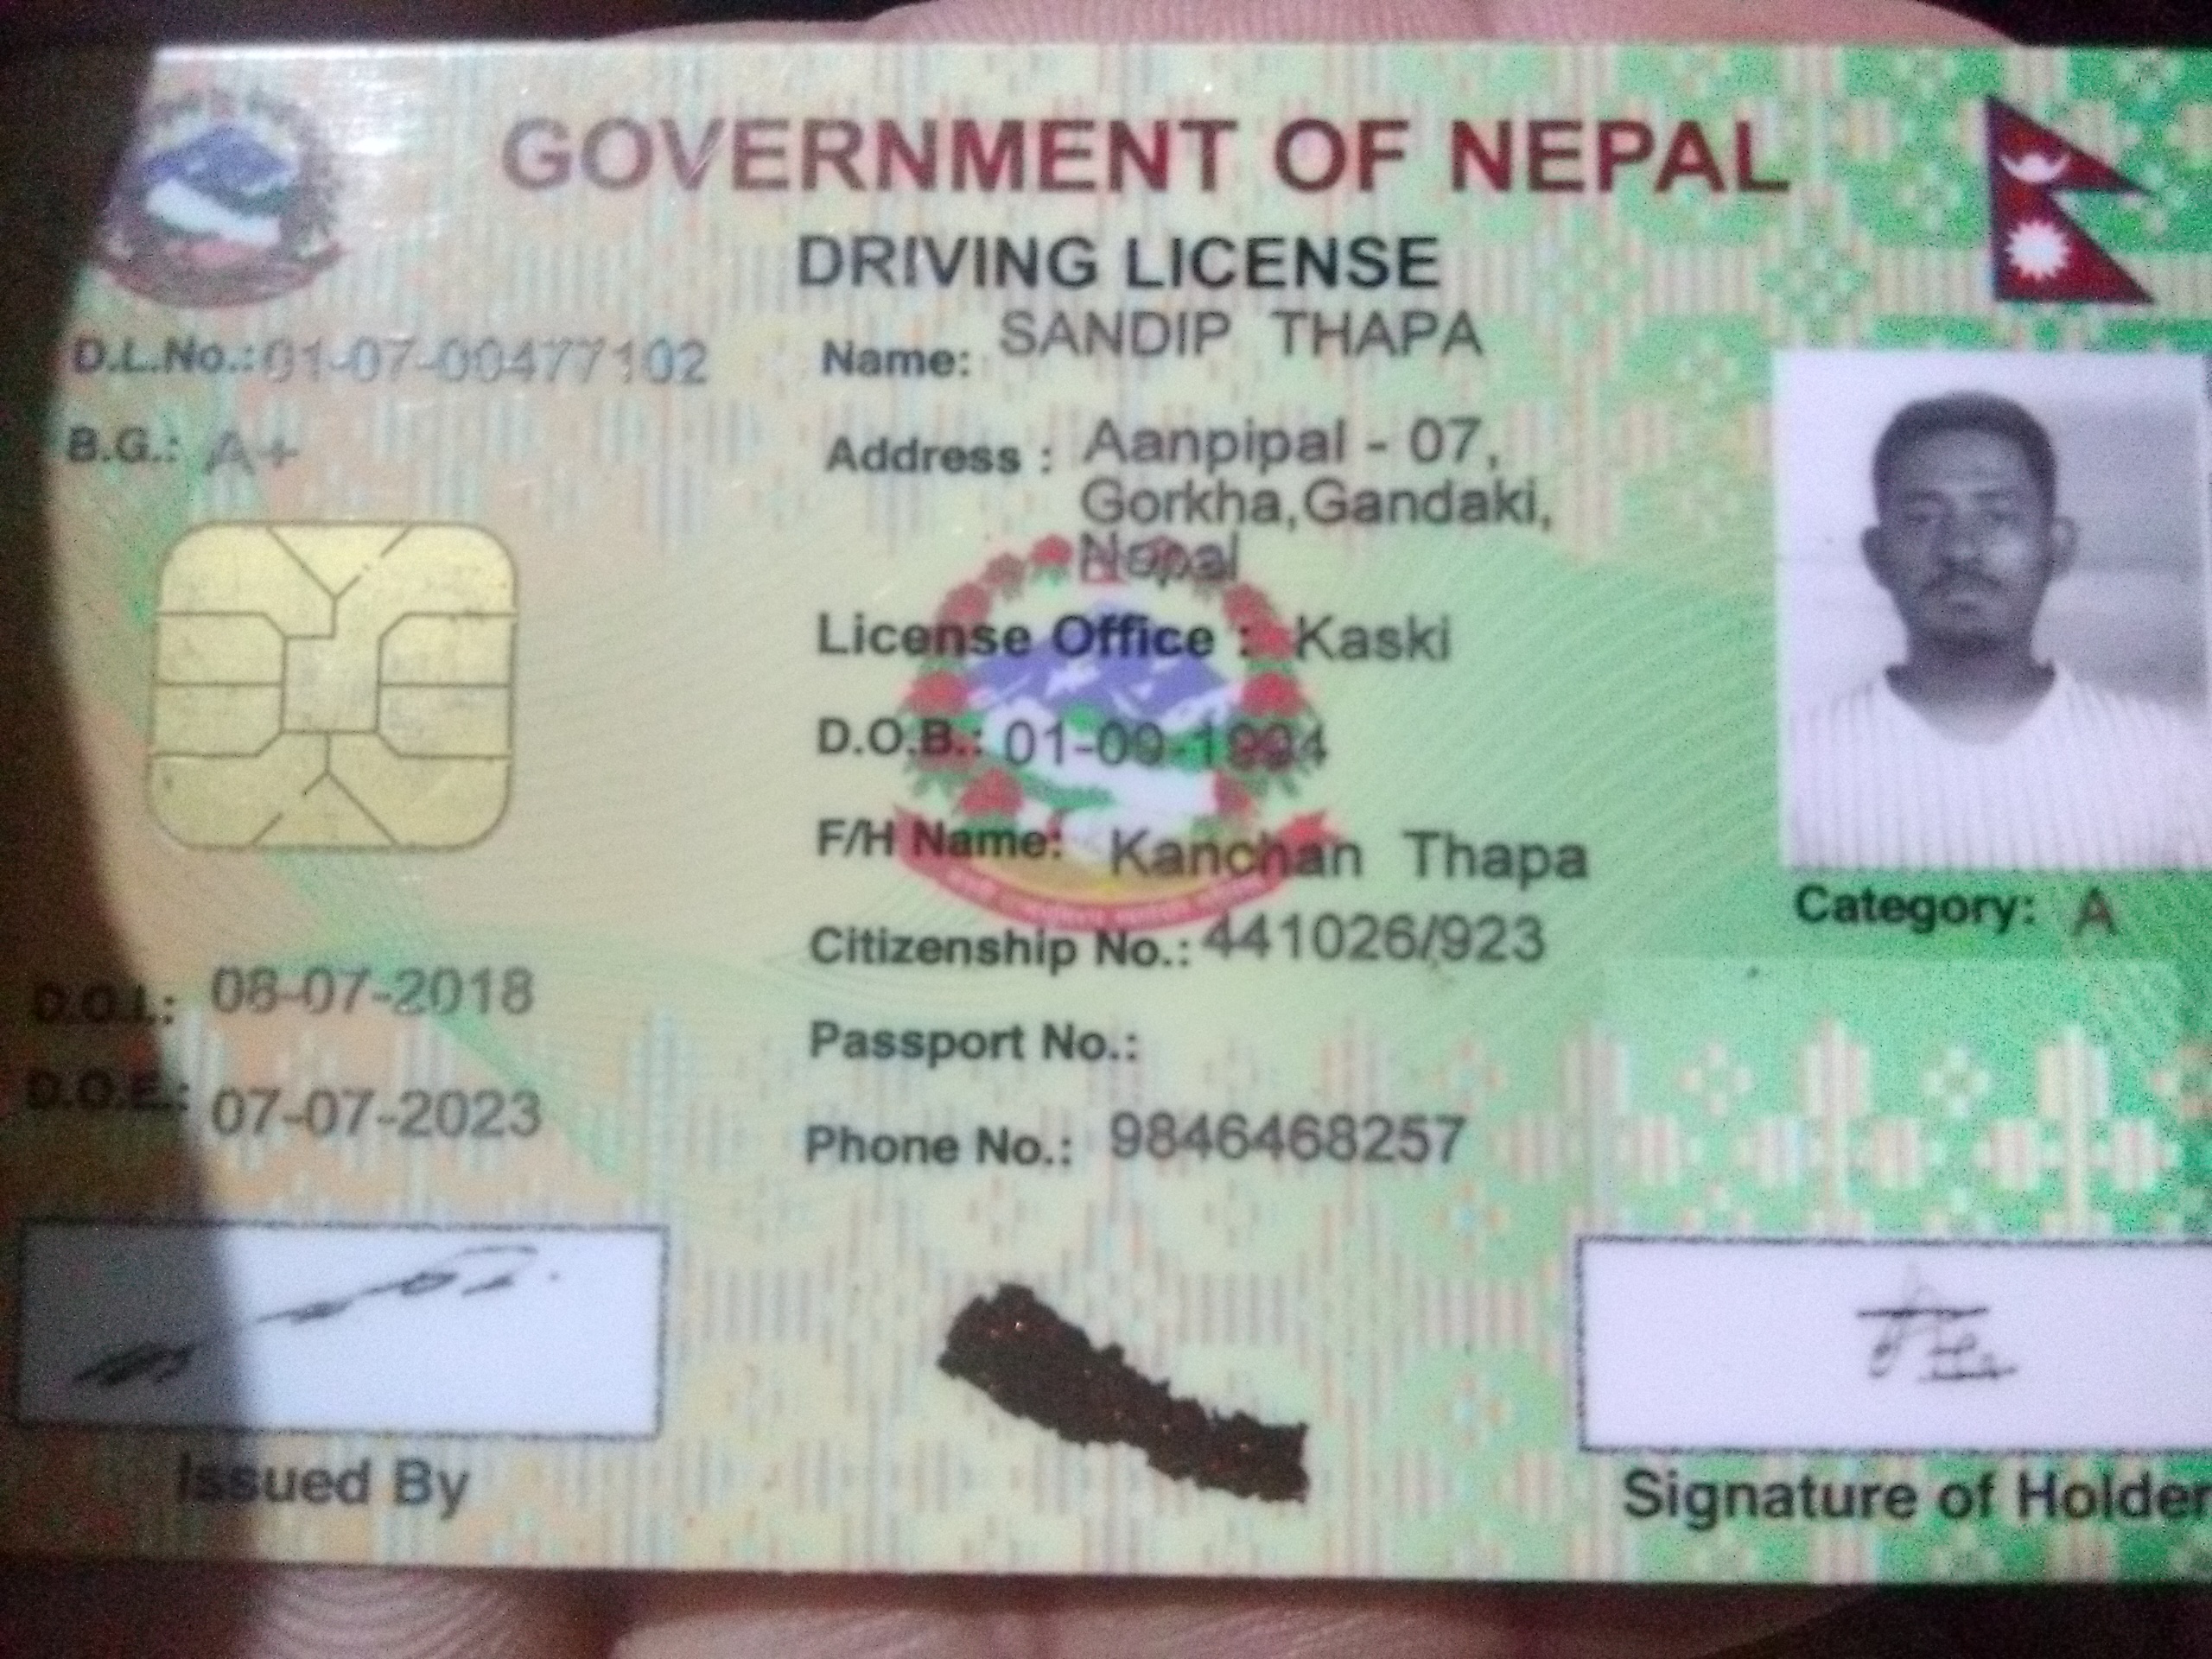 GOVERNMENT OF NEPAL
DRIVING LICENSE
D.L.No.: 01-07-00477102
Name: SANDIP THAPA
B.G.: A+
Address : Aanpipal - 07,
Gorkha,Gandaki,
Nepal
License Office : Kaski
D.O.B.: 01-09-1994
F/H Name: Kanchan Thapa
Category: A
Citizenship No.: 441026/923
D.O.I.: 08-07-2018
Passport No.:
D.O.E.: 07-07-2023
Phone No.: 9846468257
Issued By
Signature of Holder